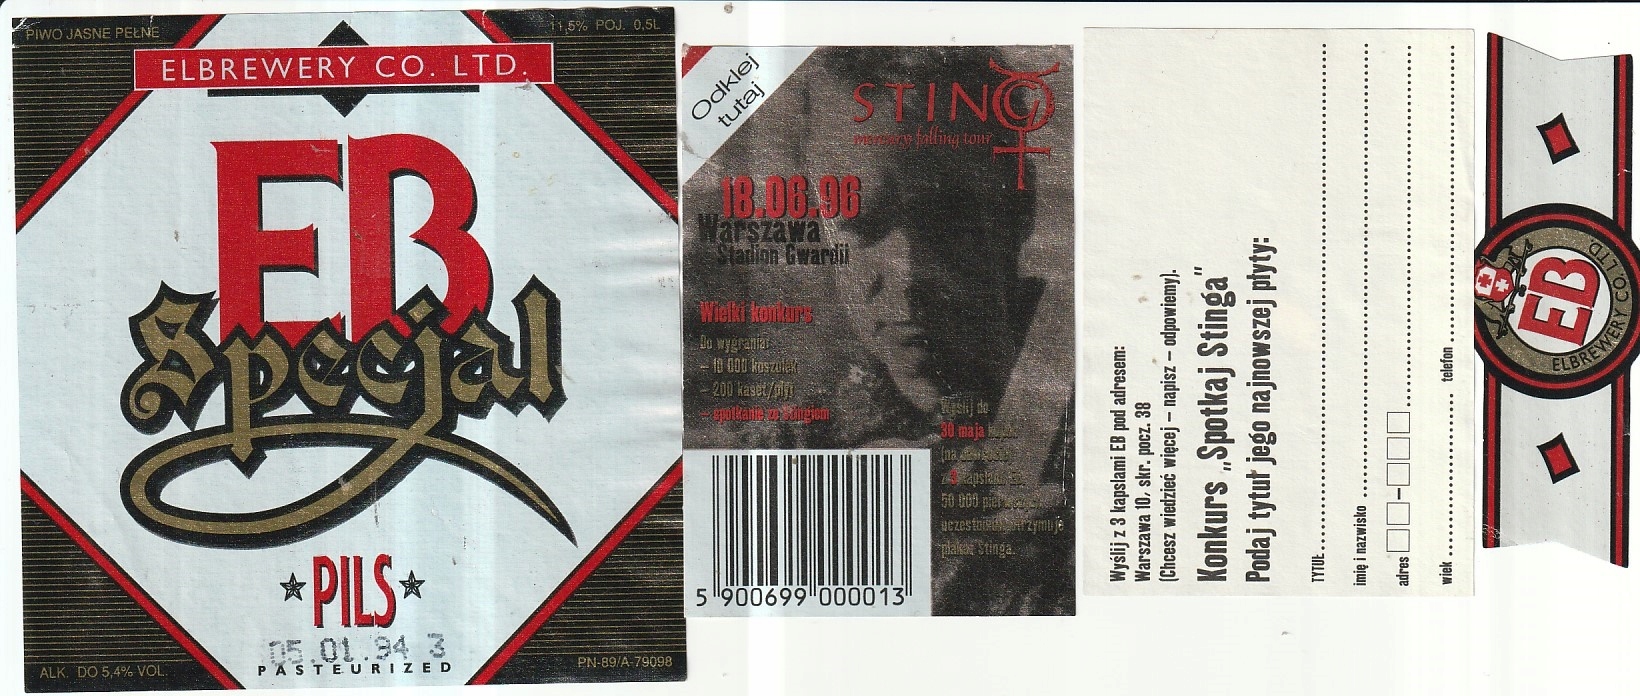 PIWO JASNE PEŁNE
11,5% POJ. 0,5L
ELBREWERY CO. LTD.
EB
Specjal
PILS
05.01.94 3
PASTEURIZED
ALK. DO 5,4% VOL.
PN-89/A-79098
Odklej
tutaj
STING
mercury falling tour
18.06.96
Warszawa
Stadion Gwardii
Wielki konkurs
Do wygrania:
– 10 000 koszulek
– 200 kaset/płyt
– spotkanie ze Stingiem
Wyślij do
30 maja
z 3 kapslami
50 000
plakat Stinga.
5 900699 000013
Wyślij z 3 kapslami EB pod adresem:
Warszawa 10, skr. pocz. 38
(Chcesz wiedzieć więcej – napisz – odpowiemy).
Konkurs „Spotkaj Stinga"
Podaj tytuł jego najnowszej płyty:
TYTUŁ
imię i nazwisko
adres
wiek telefon
EB
ELBREWERY CO LTD.